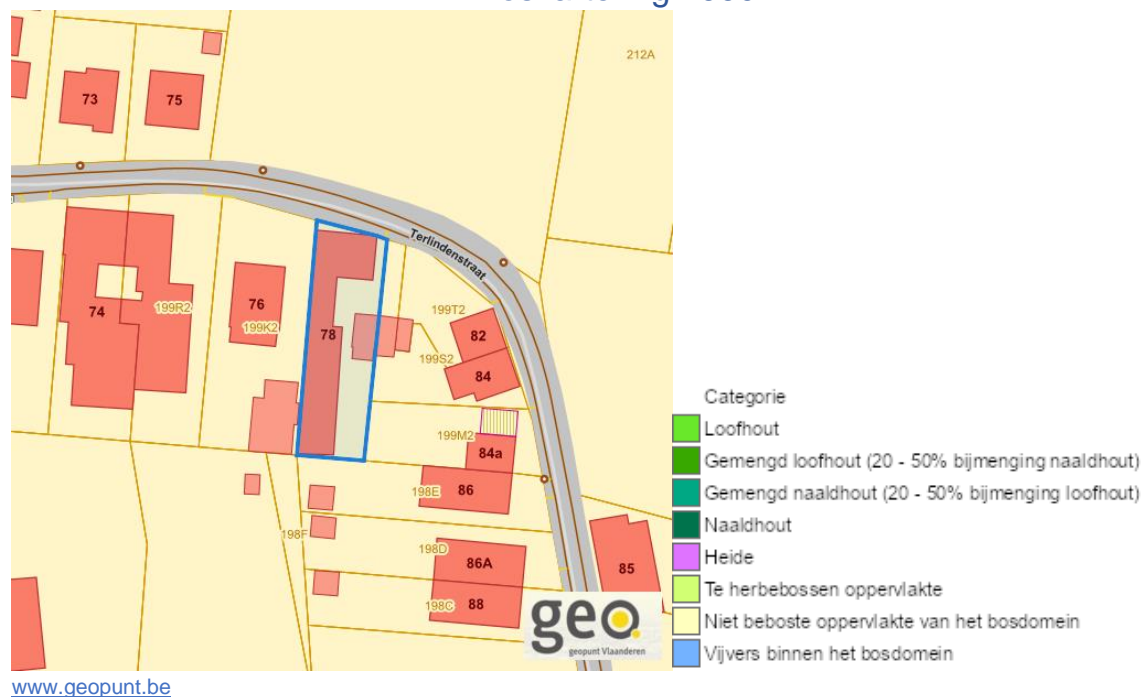 212A
73
75
Terlindenstraat
74
199R2
76
199K2
78
199T2
82
199S2
84
199M2
84a
198E
86
198F
198D
86A
85
198C
88
geo
geopunt Vlaanderen
Categorie
Loofhout
Gemengd loofhout (20 - 50% bijmenging naaldhout)
Gemengd naaldhout (20 - 50% bijmenging loofhout)
Naaldhout
Heide
Te herbebossen oppervlakte
Niet beboste oppervlakte van het bosdomein
Vijvers binnen het bosdomein
www.geopunt.be